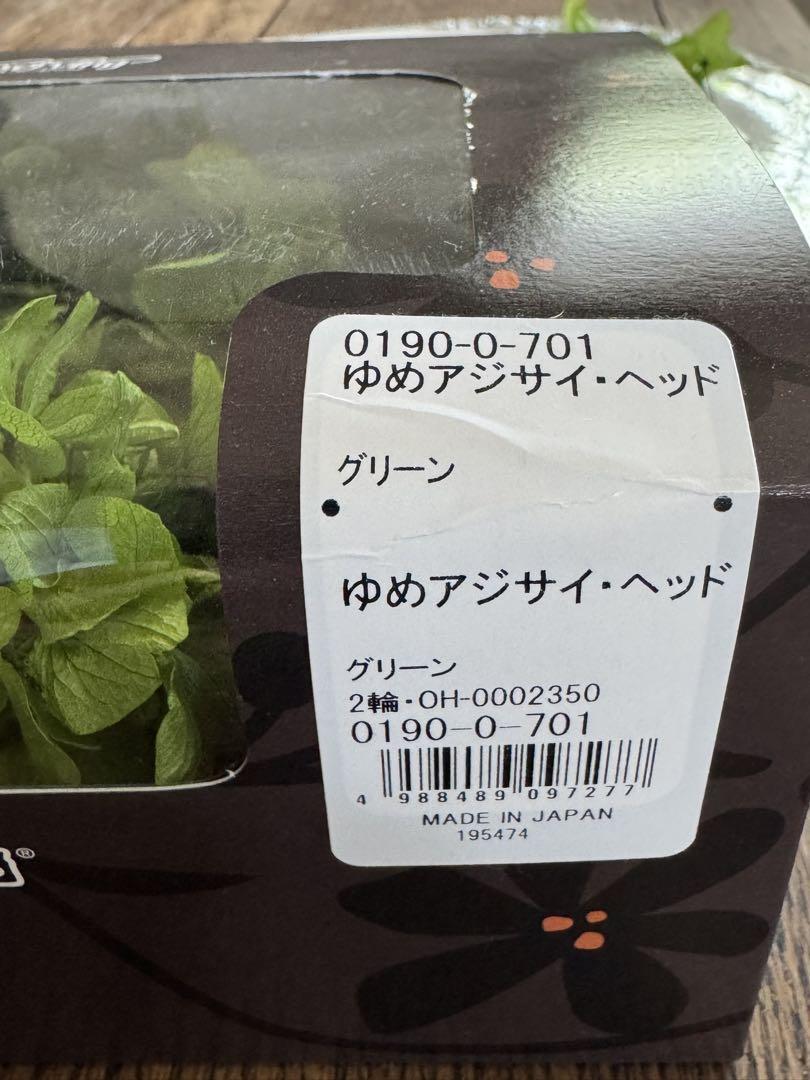 0190-0-701
ゆめアジサイ・ヘッド
グリーン
ゆめアジサイ・ヘッド
グリーン
2輪・OH-0002350
0190-0-701
4 988489 097277
MADE IN JAPAN
195474